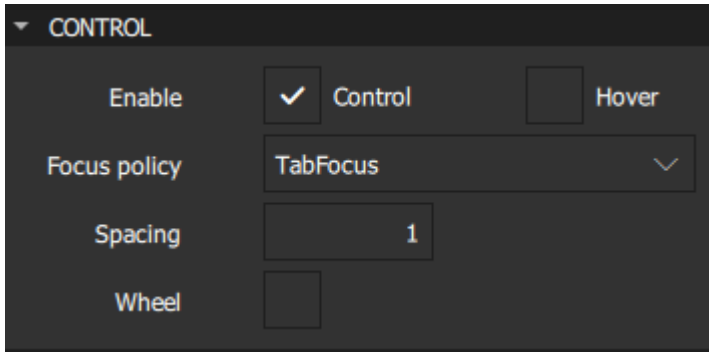 CONTROL
Enable Control Hover
Focus policy TabFocus
Spacing 1
Wheel